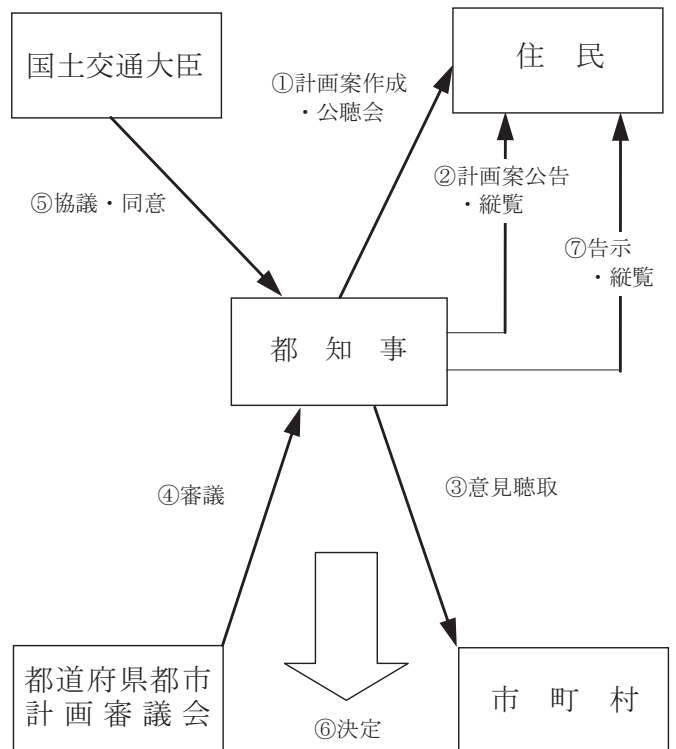 国土交通大臣
住 民
①計画案作成
・公聴会
②計画案公告
・縦覧
⑤協議・同意
⑦告示
・縦覧
都 知 事
④審議
③意見聴取
都道府県都市
計画審議会
市 町 村
⑥決定